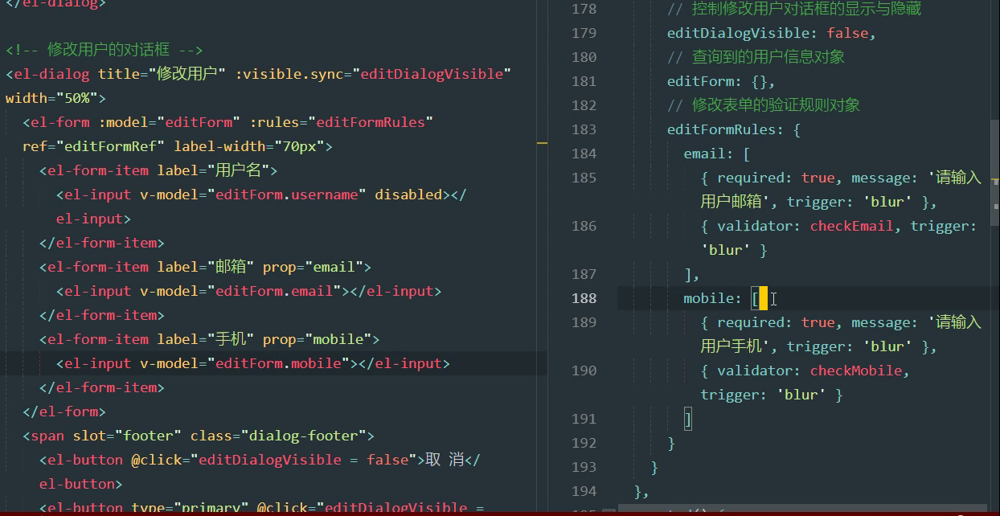 </el-dialog>
<!-- 修改用户的对话框 -->
<el-dialog title="修改用户" :visible.sync="editDialogVisible"
width="50%">
<el-form :model="editForm" :rules="editFormRules"
ref="editFormRef" label-width="70px">
<el-form-item label="用户名">
<el-input v-model="editForm.username" disabled></
el-input>
</el-form-item>
<el-form-item label="邮箱" prop="email">
<el-input v-model="editForm.email"></el-input>
</el-form-item>
<el-form-item label="手机" prop="mobile">
<el-input v-model="editForm.mobile"></el-input>
</el-form-item>
</el-form>
<span slot="footer" class="dialog-footer">
<el-button @click="editDialogVisible = false">取 消</
el-button>
<el-button type="primary" @click="editDialogVisible =
178 // 控制修改用户对话框的显示与隐藏
179 editDialogVisible: false,
180 // 查询到的用户信息对象
181 editForm: {},
182 // 修改表单的验证规则对象
183 editFormRules: {
184 email: [
185 { required: true, message: '请输入
用户邮箱', trigger: 'blur' },
186 { validator: checkEmail, trigger:
'blur' }
187 ],
188 mobile: [
189 { required: true, message: '请输入
用户手机', trigger: 'blur' },
190 { validator: checkMobile,
trigger: 'blur' }
191 ]
192 }
193 }
194 },